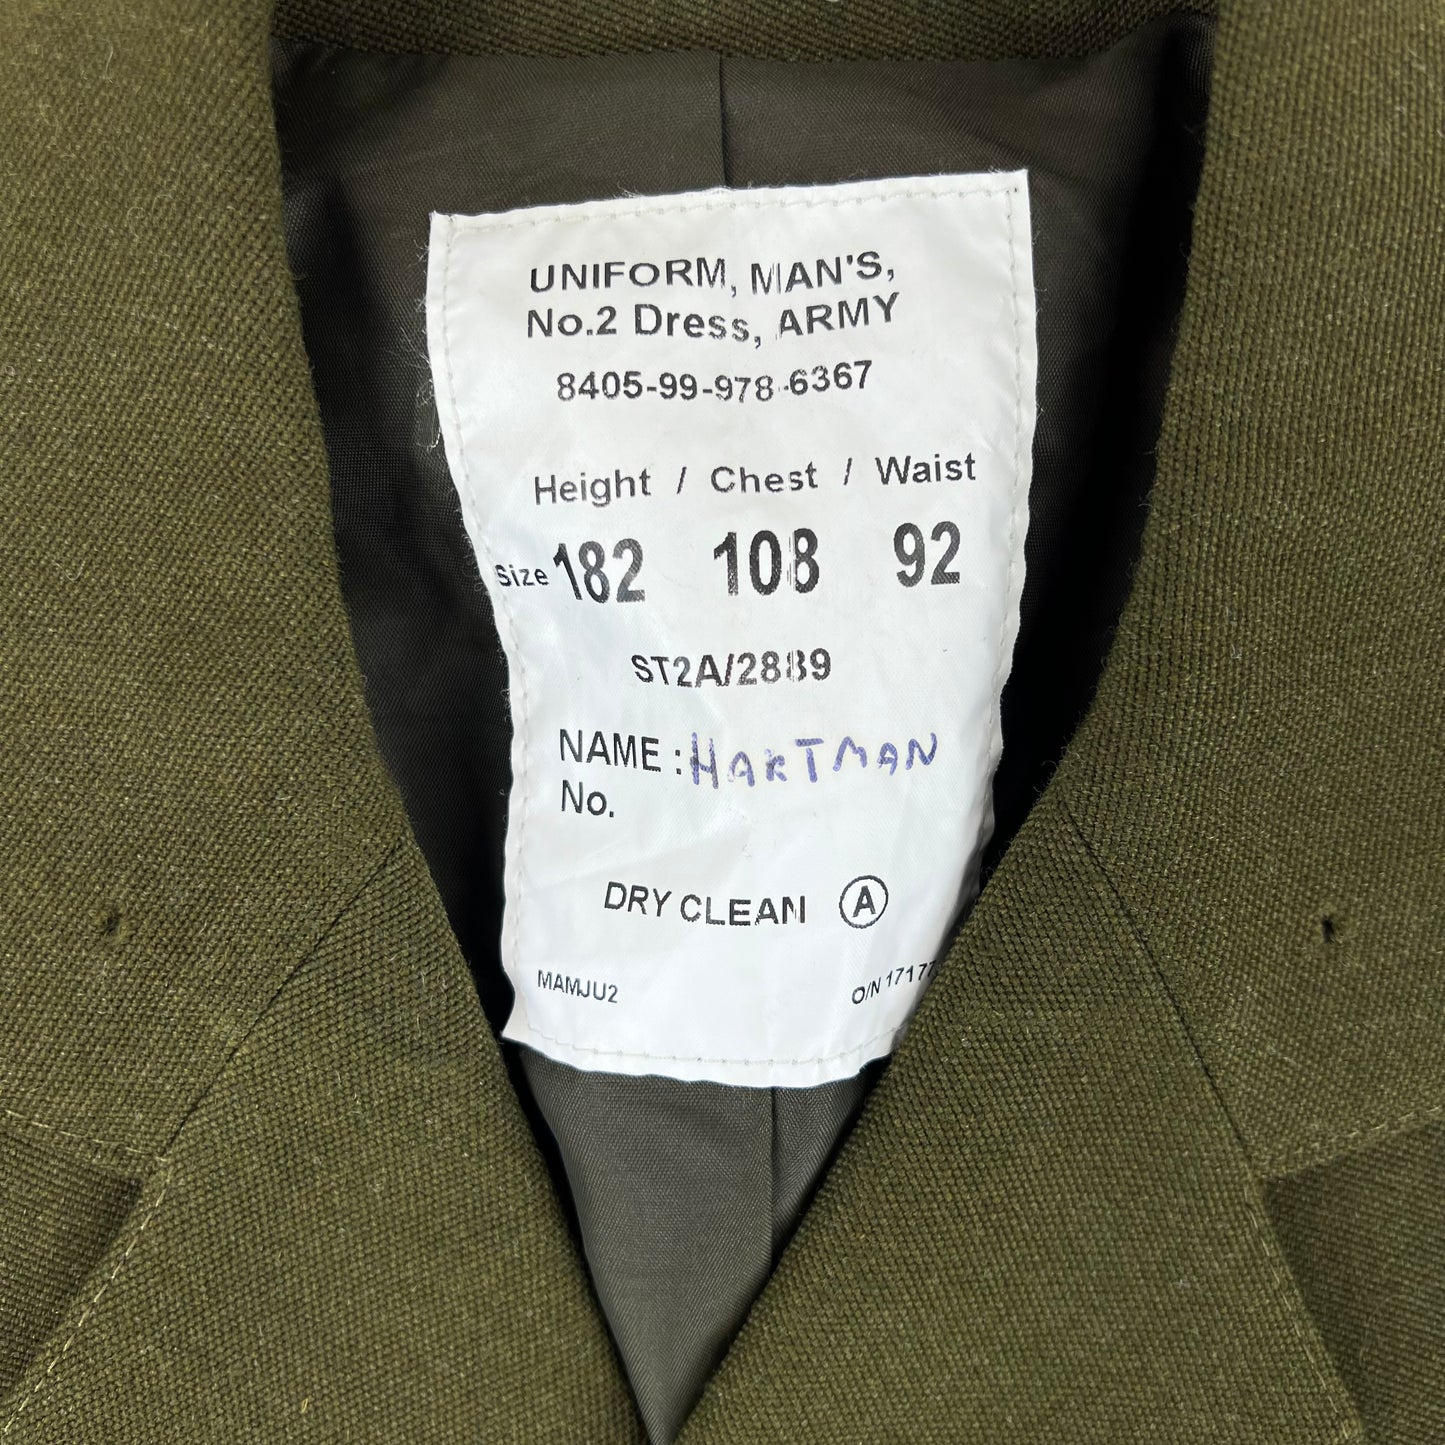 UNIFORM, MAN'S,
No.2 Dress, ARMY
8405-99-978-6367
Height / Chest / Waist
Size 182 108 92
ST2A/2889
NAME : HARTMAN
No.
DRY CLEAN Ⓐ
MAMJU2
O/N 17177